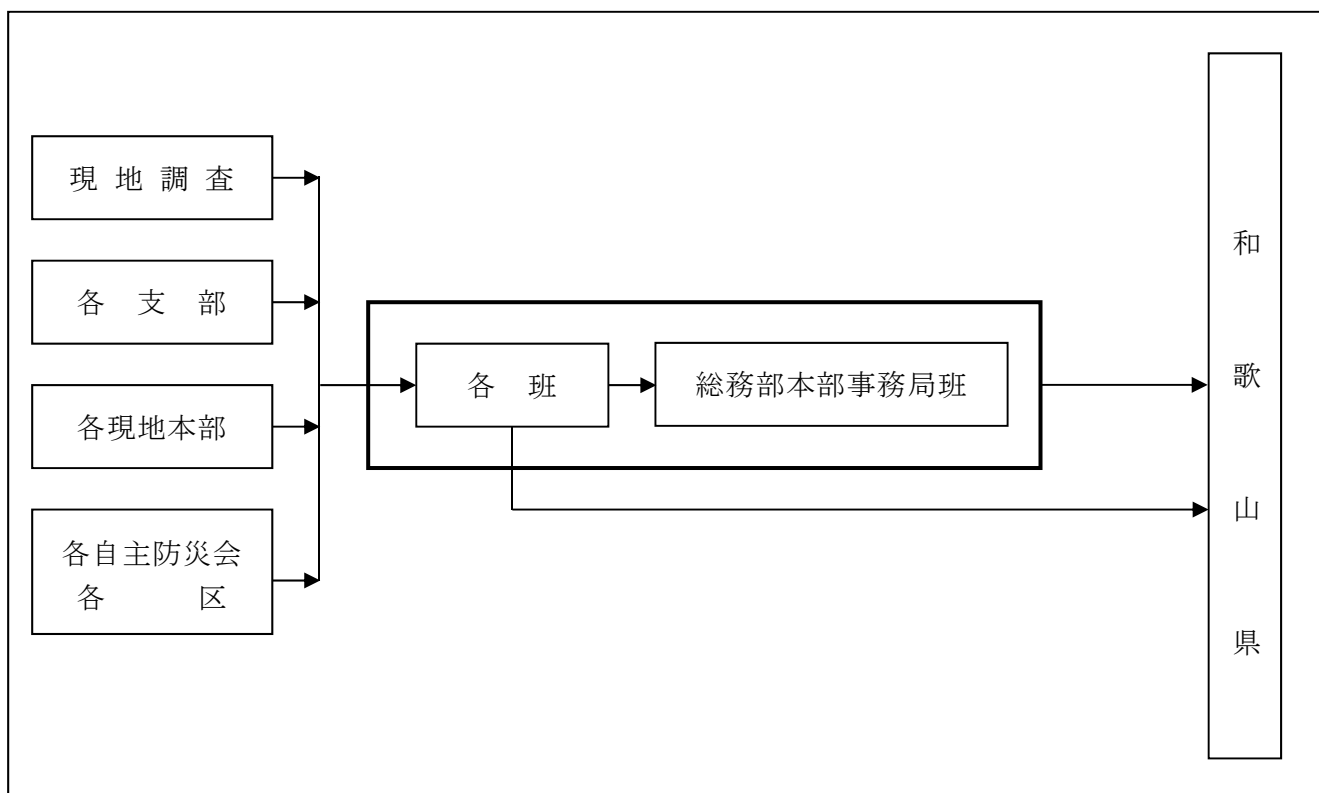 現地調査
各支部
各現地本部
各自主防災会
各区
各班
総務部本部事務局班
和歌山県